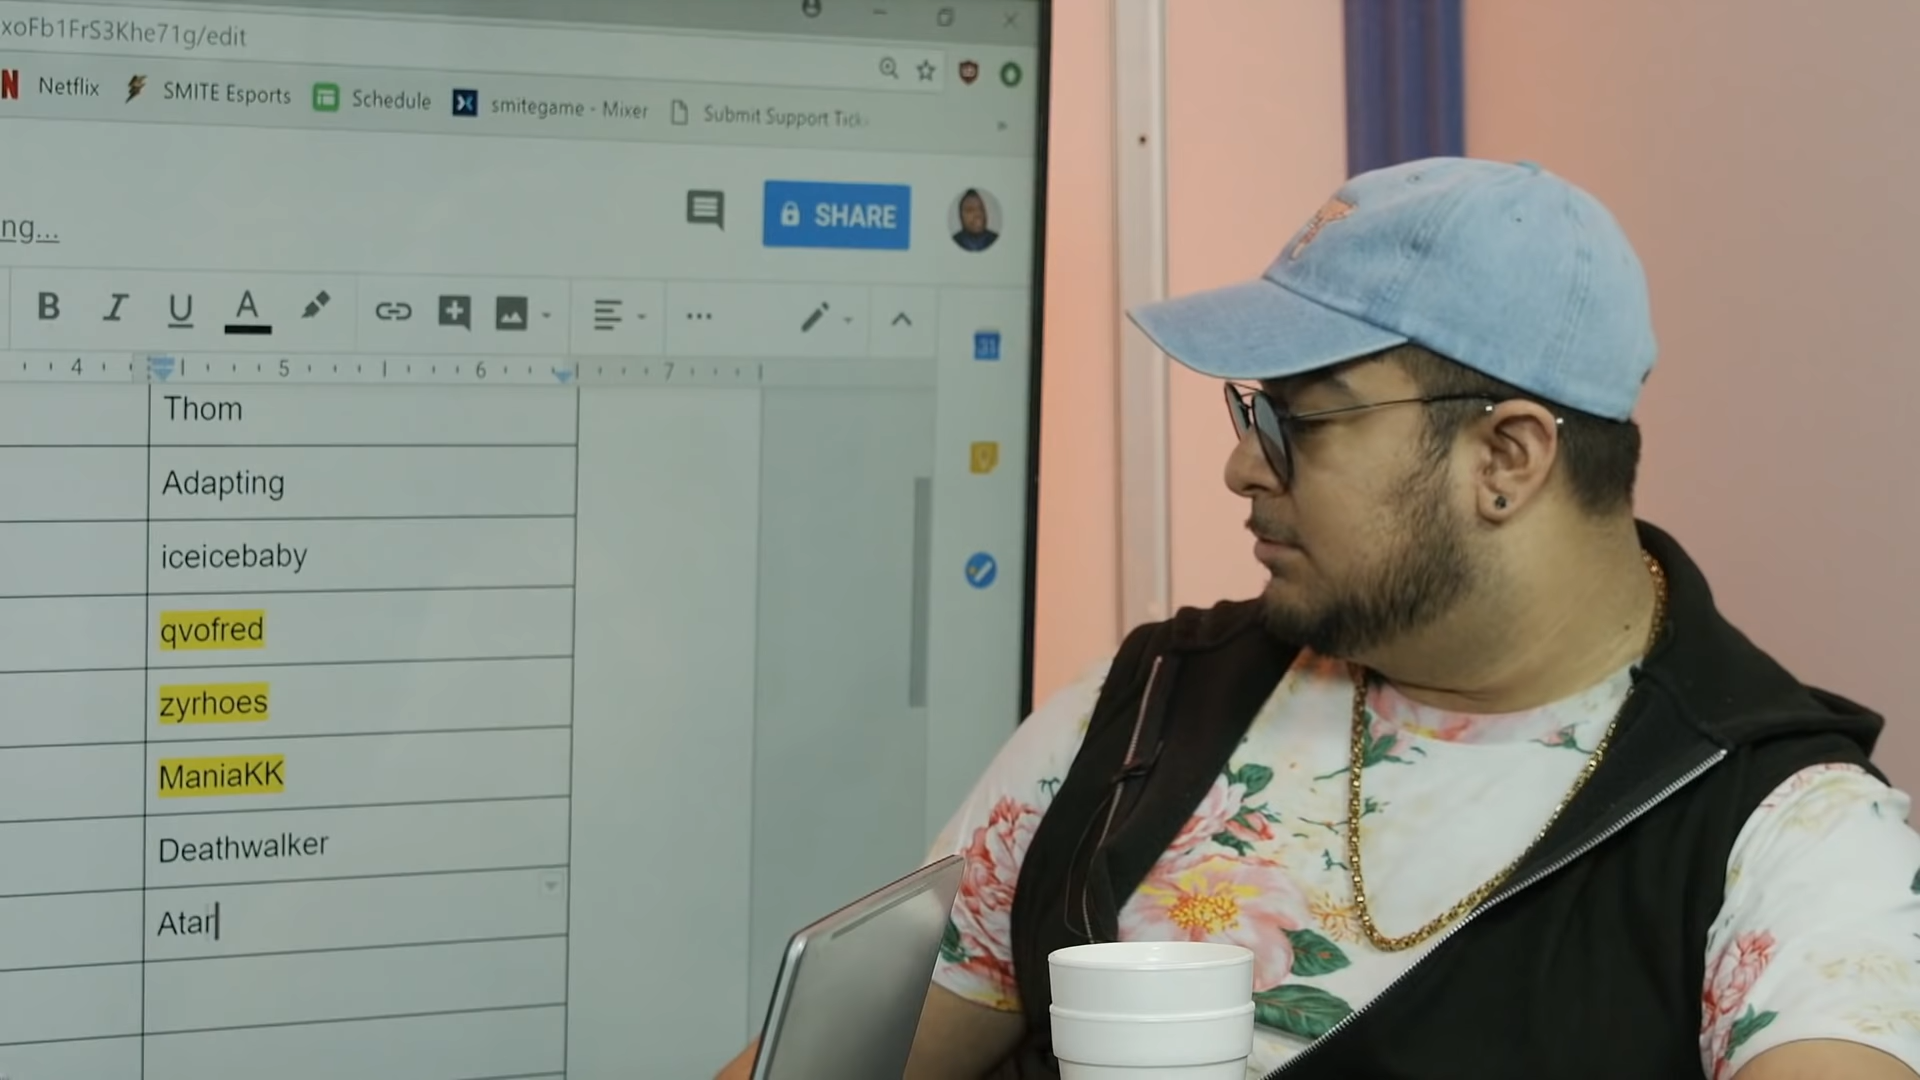 xoFb1FrS3Khe71g/edit
N Netflix SMITE Esports Schedule smitegame - Mixer Submit Support Tick
»
ng...
SHARE
B I U A
4 5 6 7
31
Thom
Adapting
iceicebaby
qvofred
zyrhoes
ManiaKK
Deathwalker
Atar